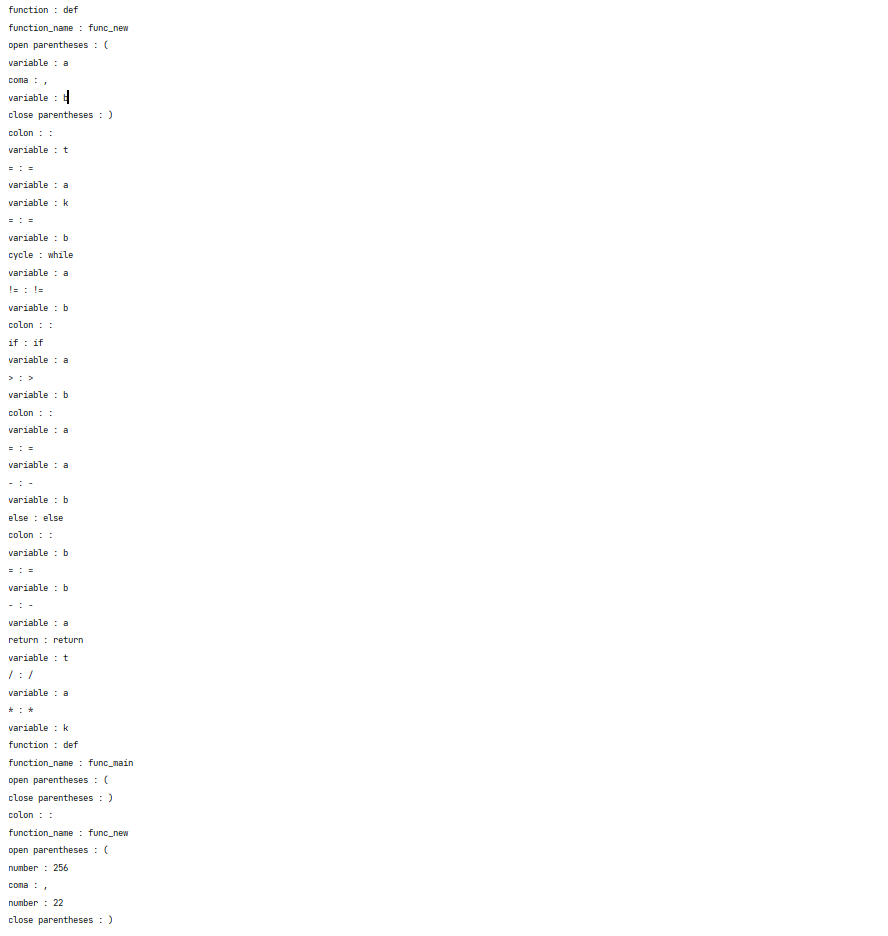 function : def
function_name : func_new
open parentheses : (
variable : a
coma : ,
variable : b
close parentheses : )
colon : :
variable : t
= : =
variable : a
variable : k
= : =
variable : b
cycle : while
variable : a
!= : !=
variable : b
colon : :
if : if
variable : a
> : >
variable : b
colon : :
variable : a
= : =
variable : a
- : -
variable : b
else : else
colon : :
variable : b
= : =
variable : b
- : -
variable : a
return : return
variable : t
/ : /
variable : a
* : *
variable : k
function : def
function_name : func_main
open parentheses : (
close parentheses : )
colon : :
function_name : func_new
open parentheses : (
number : 256
coma : ,
number : 22
close parentheses : )